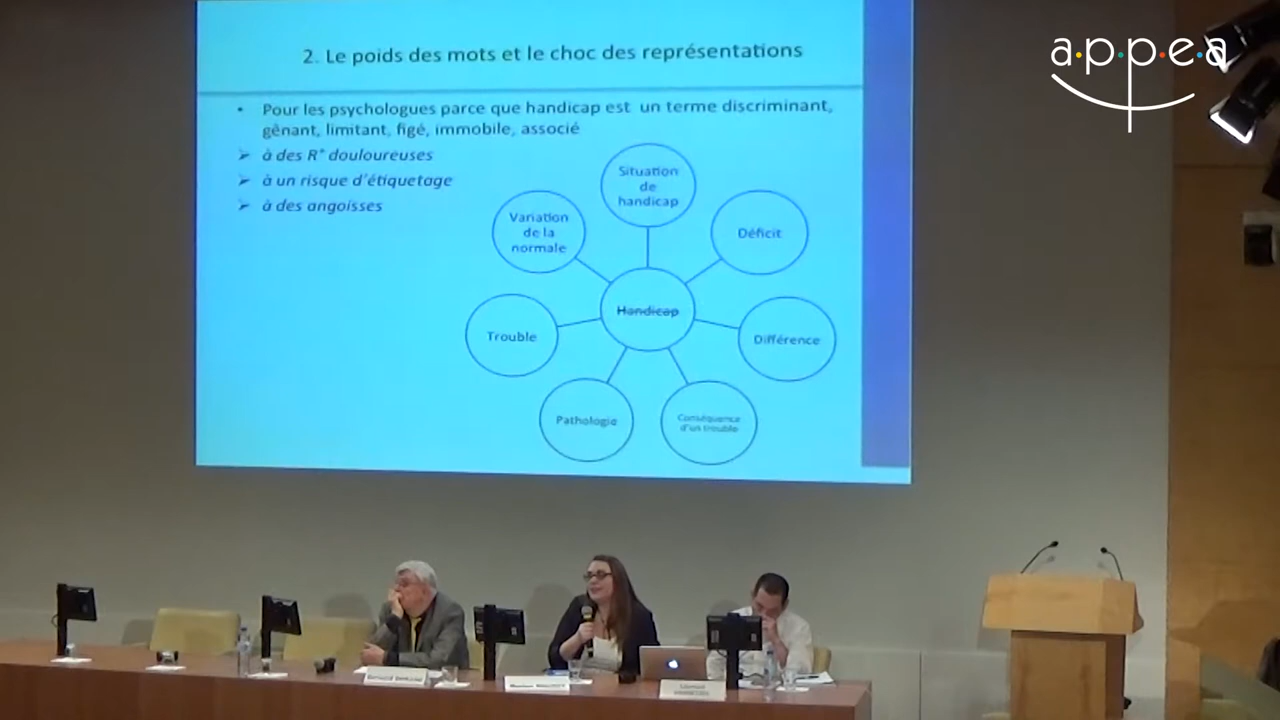 a.p.p.e.a
2. Le poids des mots et le choc des représentations
• Pour les psychologues parce que handicap est un terme discriminant,
gênant, limitant, figé, immobile, associé
➢ à des R° douloureuses
➢ à un risque d'étiquetage
➢ à des angoisses
Situation
de
handicap
Variation
de la
normale
Déficit
Handicap
Trouble
Différence
Pathologie
Conséquence
d'un trouble